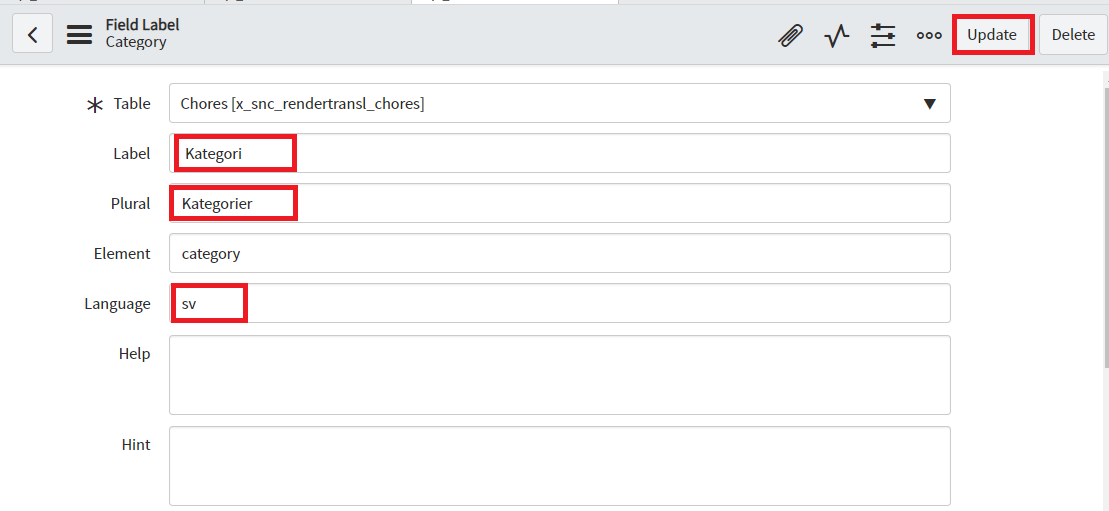 Field Label
Category
Update
Delete
Table
Chores [x_snc_rendertransl_chores]
Label
Kategori
Plural
Kategorier
Element
category
Language
sv
Help
Hint